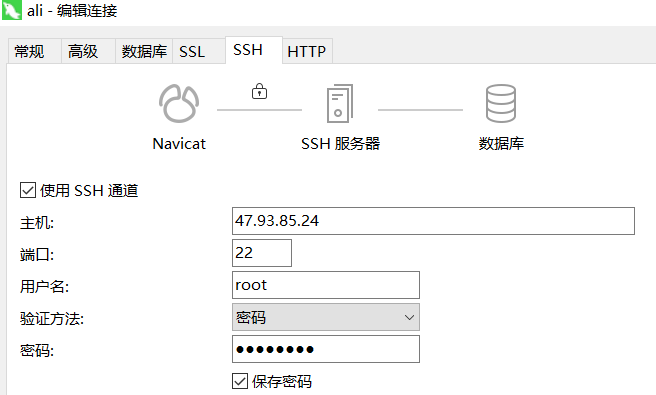 ali - 编辑连接
常规 高级 数据库 SSL SSH HTTP
Navicat SSH 服务器 数据库
使用 SSH 通道
主机: 47.93.85.24
端口: 22
用户名: root
验证方法: 密码
密码: ●●●●●●●●
保存密码